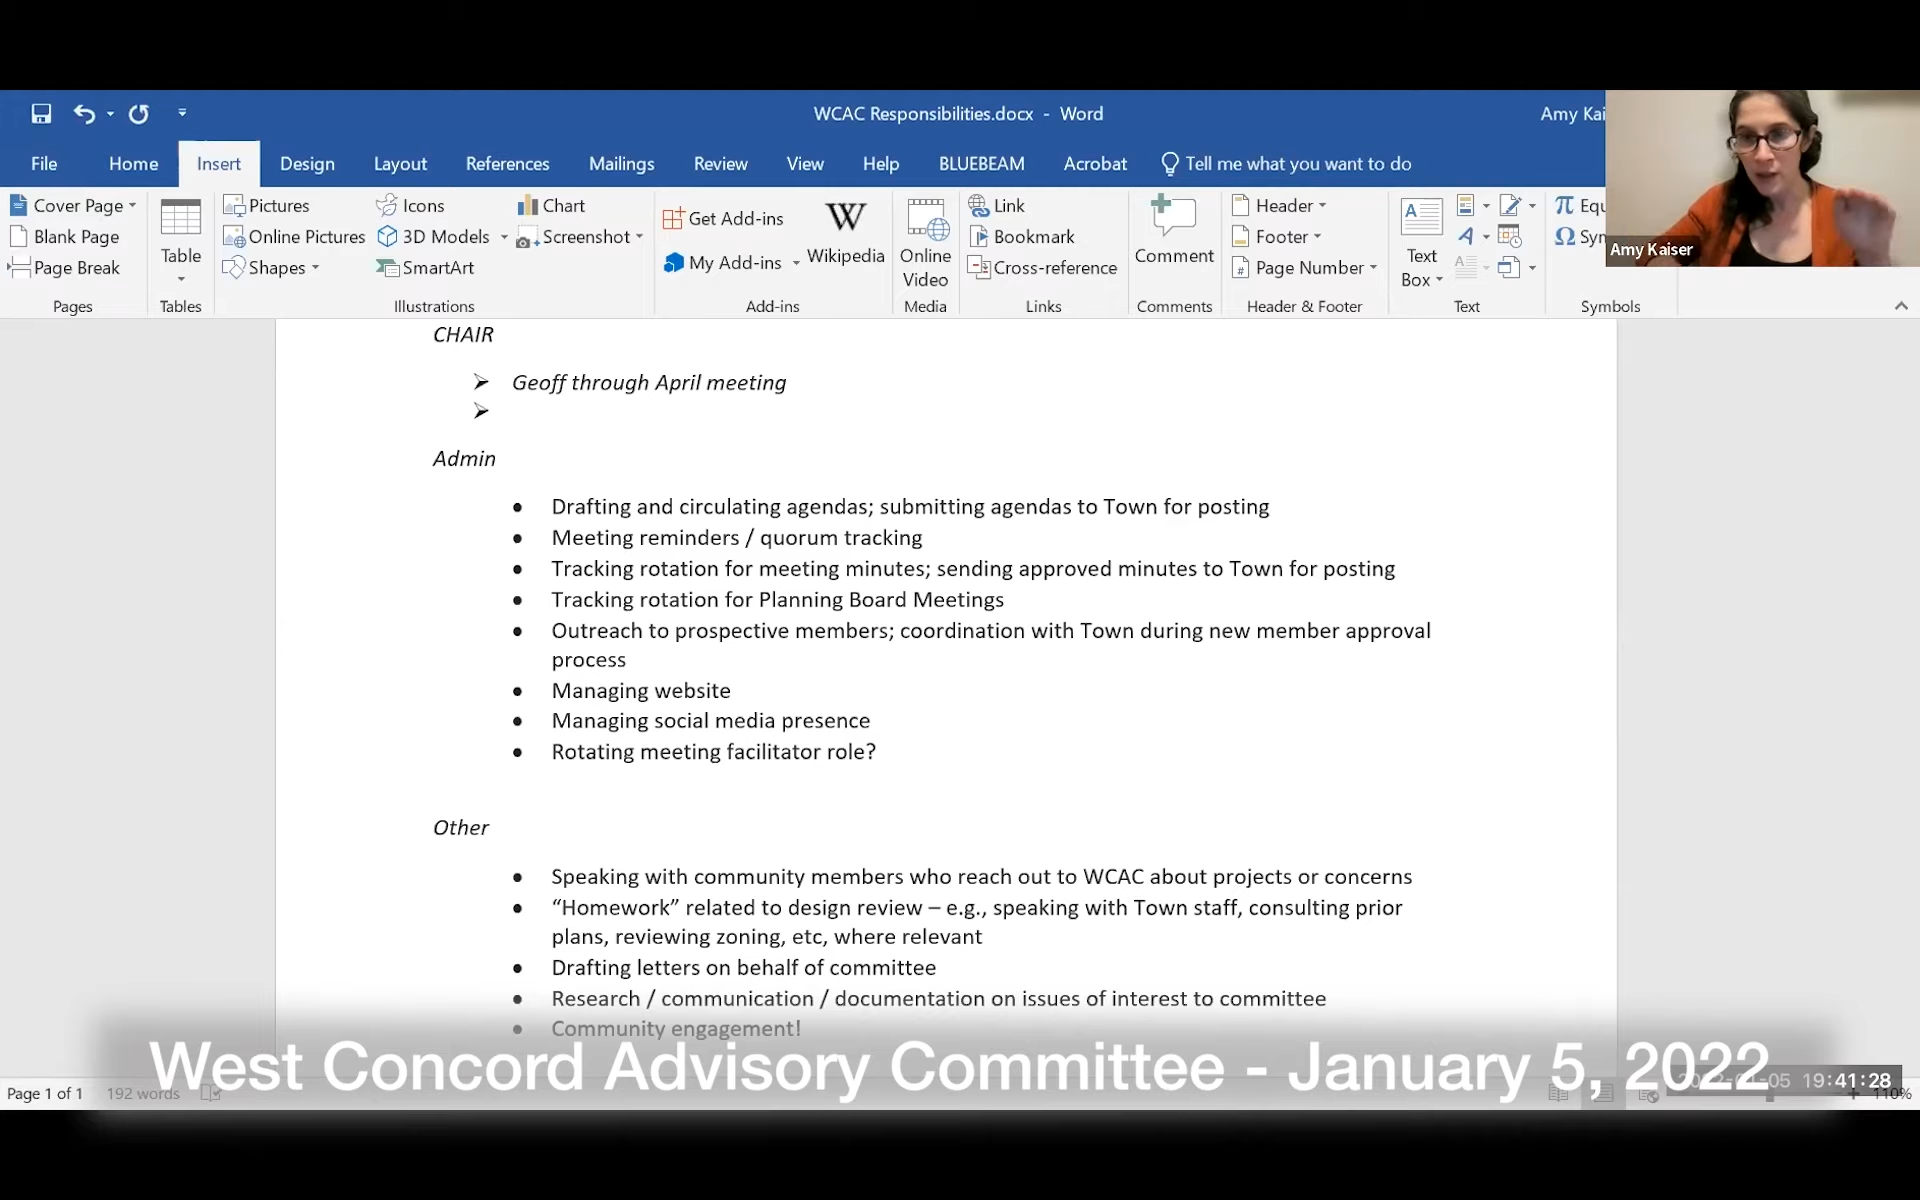 WCAC Responsibilities.docx - Word
Amy Kai
File Home Insert Design Layout References Mailings Review View Help BLUEBEAM Acrobat Tell me what you want to do
Cover Page
Blank Page
Page Break
Pages
Table
Tables
Pictures
Online Pictures
Shapes
Icons
3D Models
SmartArt
Chart
Screenshot
Illustrations
Get Add-ins
My Add-ins
W
Wikipedia
Add-ins
Online
Video
Media
Link
Bookmark
Cross-reference
Links
Comment
Comments
Header
Footer
Page Number
Header & Footer
A
Text
Box
A
A
Text
π Equ
Ω Sym
Symbols
Amy Kaiser
CHAIR
➢ Geoff through April meeting
➢
Admin
• Drafting and circulating agendas; submitting agendas to Town for posting
• Meeting reminders / quorum tracking
• Tracking rotation for meeting minutes; sending approved minutes to Town for posting
• Tracking rotation for Planning Board Meetings
• Outreach to prospective members; coordination with Town during new member approval
process
• Managing website
• Managing social media presence
• Rotating meeting facilitator role?
Other
• Speaking with community members who reach out to WCAC about projects or concerns
• “Homework” related to design review – e.g., speaking with Town staff, consulting prior
plans, reviewing zoning, etc, where relevant
• Drafting letters on behalf of committee
• Research / communication / documentation on issues of interest to committee
• Community engagement!
West Concord Advisory Committee - January 5, 2022
Page 1 of 1 192 words
2022-01-05 19:41:28
110%